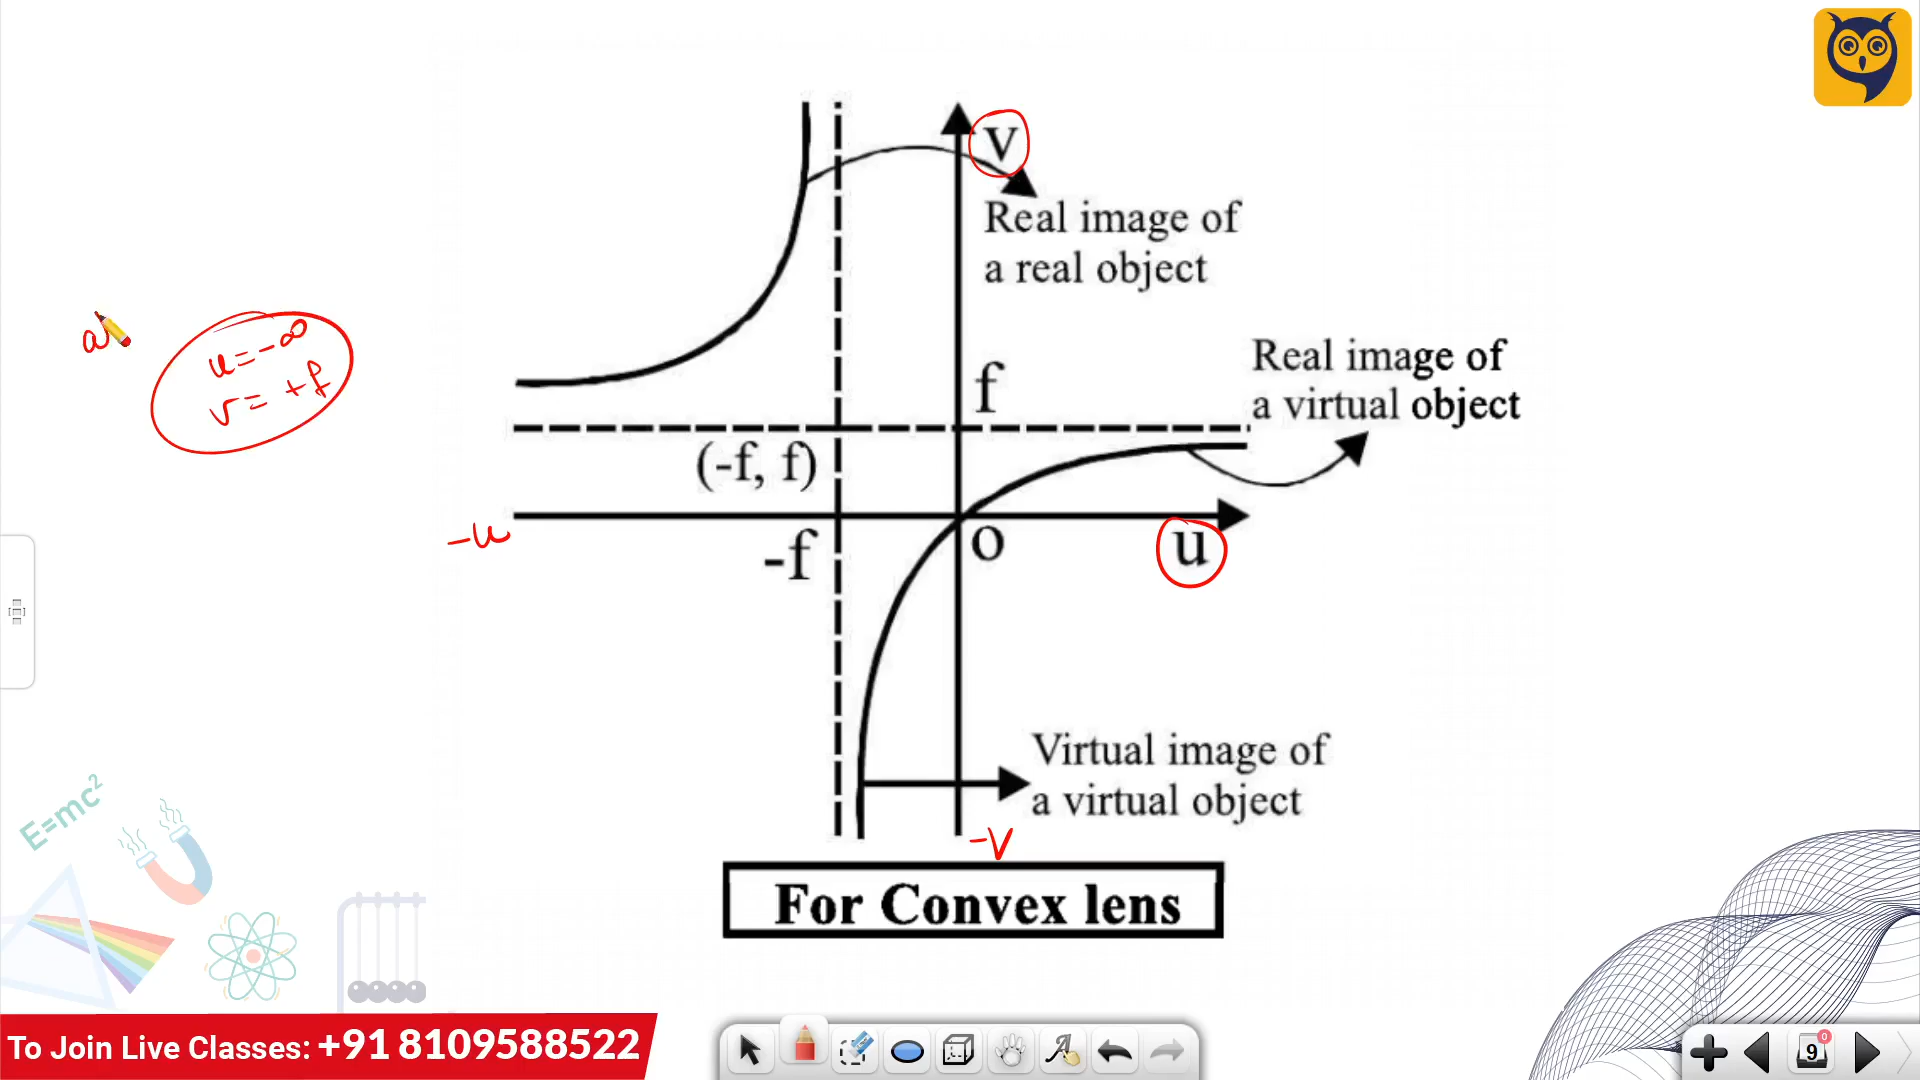 v
Real image of
a real object
a
u = -∞
v = +f
f
Real image of
a virtual object
(-f, f)
-u
-f
o
u
Virtual image of
a virtual object
-v
For Convex lens
E=mc²
To Join Live Classes: +91 8109588522
9
0